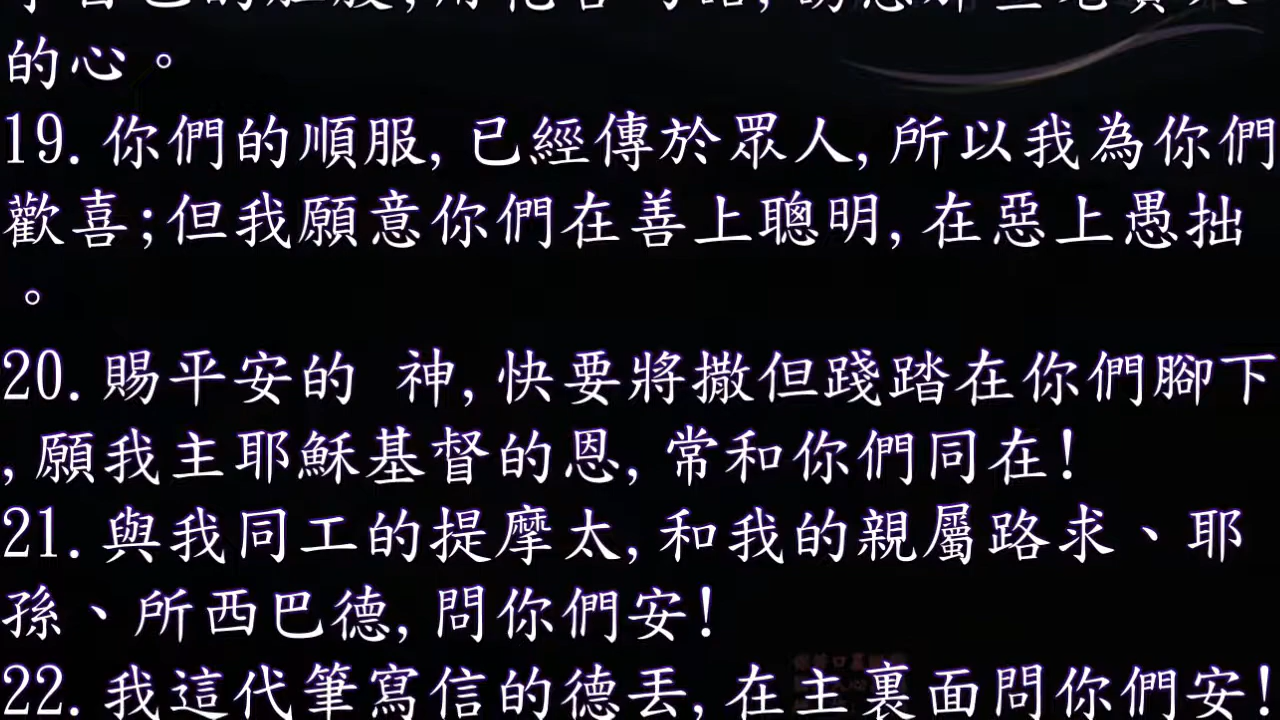 的心。
19.你們的順服,已經傳於眾人,所以我為你們
歡喜;但我願意你們在善上聰明,在惡上愚拙
。
20.賜平安的 神,快要將撒但踐踏在你們腳下
,願我主耶穌基督的恩,常和你們同在!
21.與我同工的提摩太,和我的親屬路求、耶
孫、所西巴德,問你們安!
22.我這代筆寫信的德丟,在主裏面問你們安!